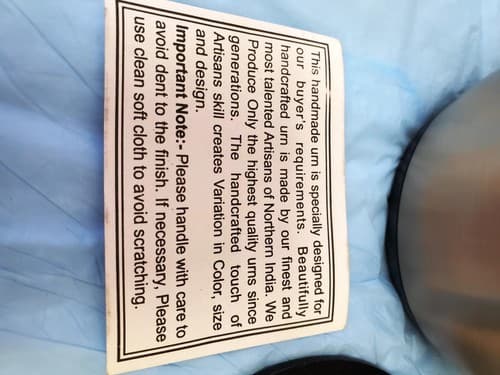 This handmade urn is specially designed for
our buyer's requirements. Beautifully
handcrafted urn is made by our finest and
most talented Artisans of Northern India. We
Produce Only the highest quality urns since
generations. The handcrafted touch of
Artisans skill creates Variation in Color, size
and design.
Important Note:- Please handle with care to
avoid dent to the finish. If necessary, Please
use clean soft cloth to avoid scratching.